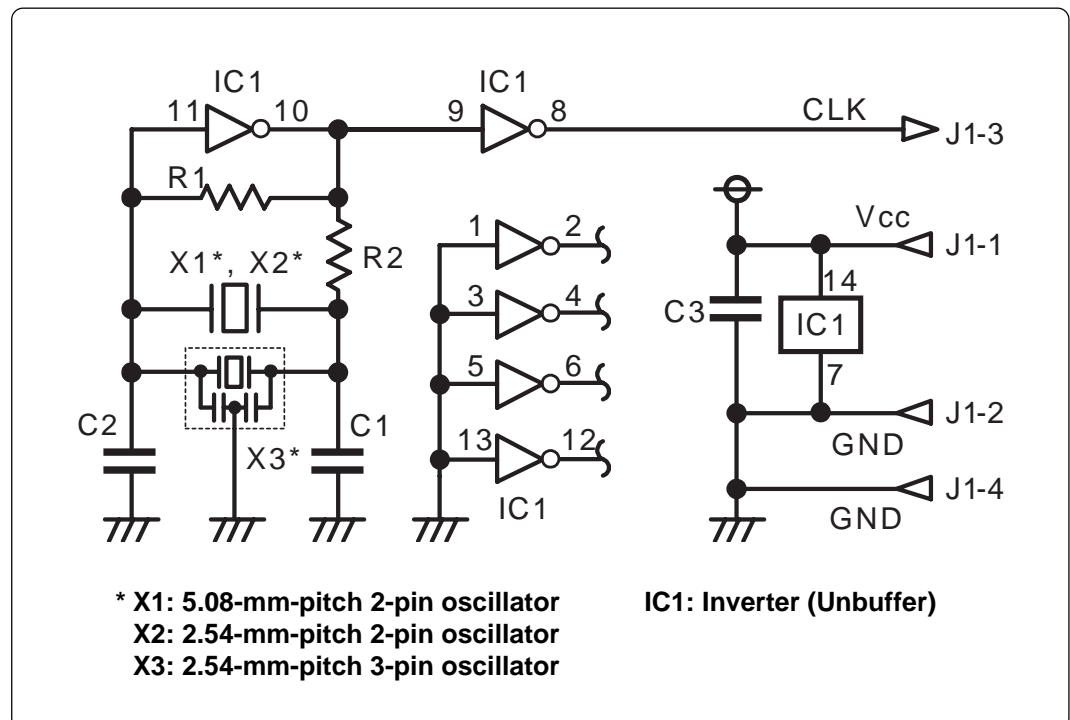 IC1
IC1
11 10 9 8 CLK J1-3
R1
Vcc
1 2 J1-1
X1*, X2* R2
3 4 14
C3 IC1
5 6 7
C2 C1 J1-2
X3* 13 12 GND
IC1 J1-4
GND
* X1: 5.08-mm-pitch 2-pin oscillator IC1: Inverter (Unbuffer)
X2: 2.54-mm-pitch 2-pin oscillator
X3: 2.54-mm-pitch 3-pin oscillator